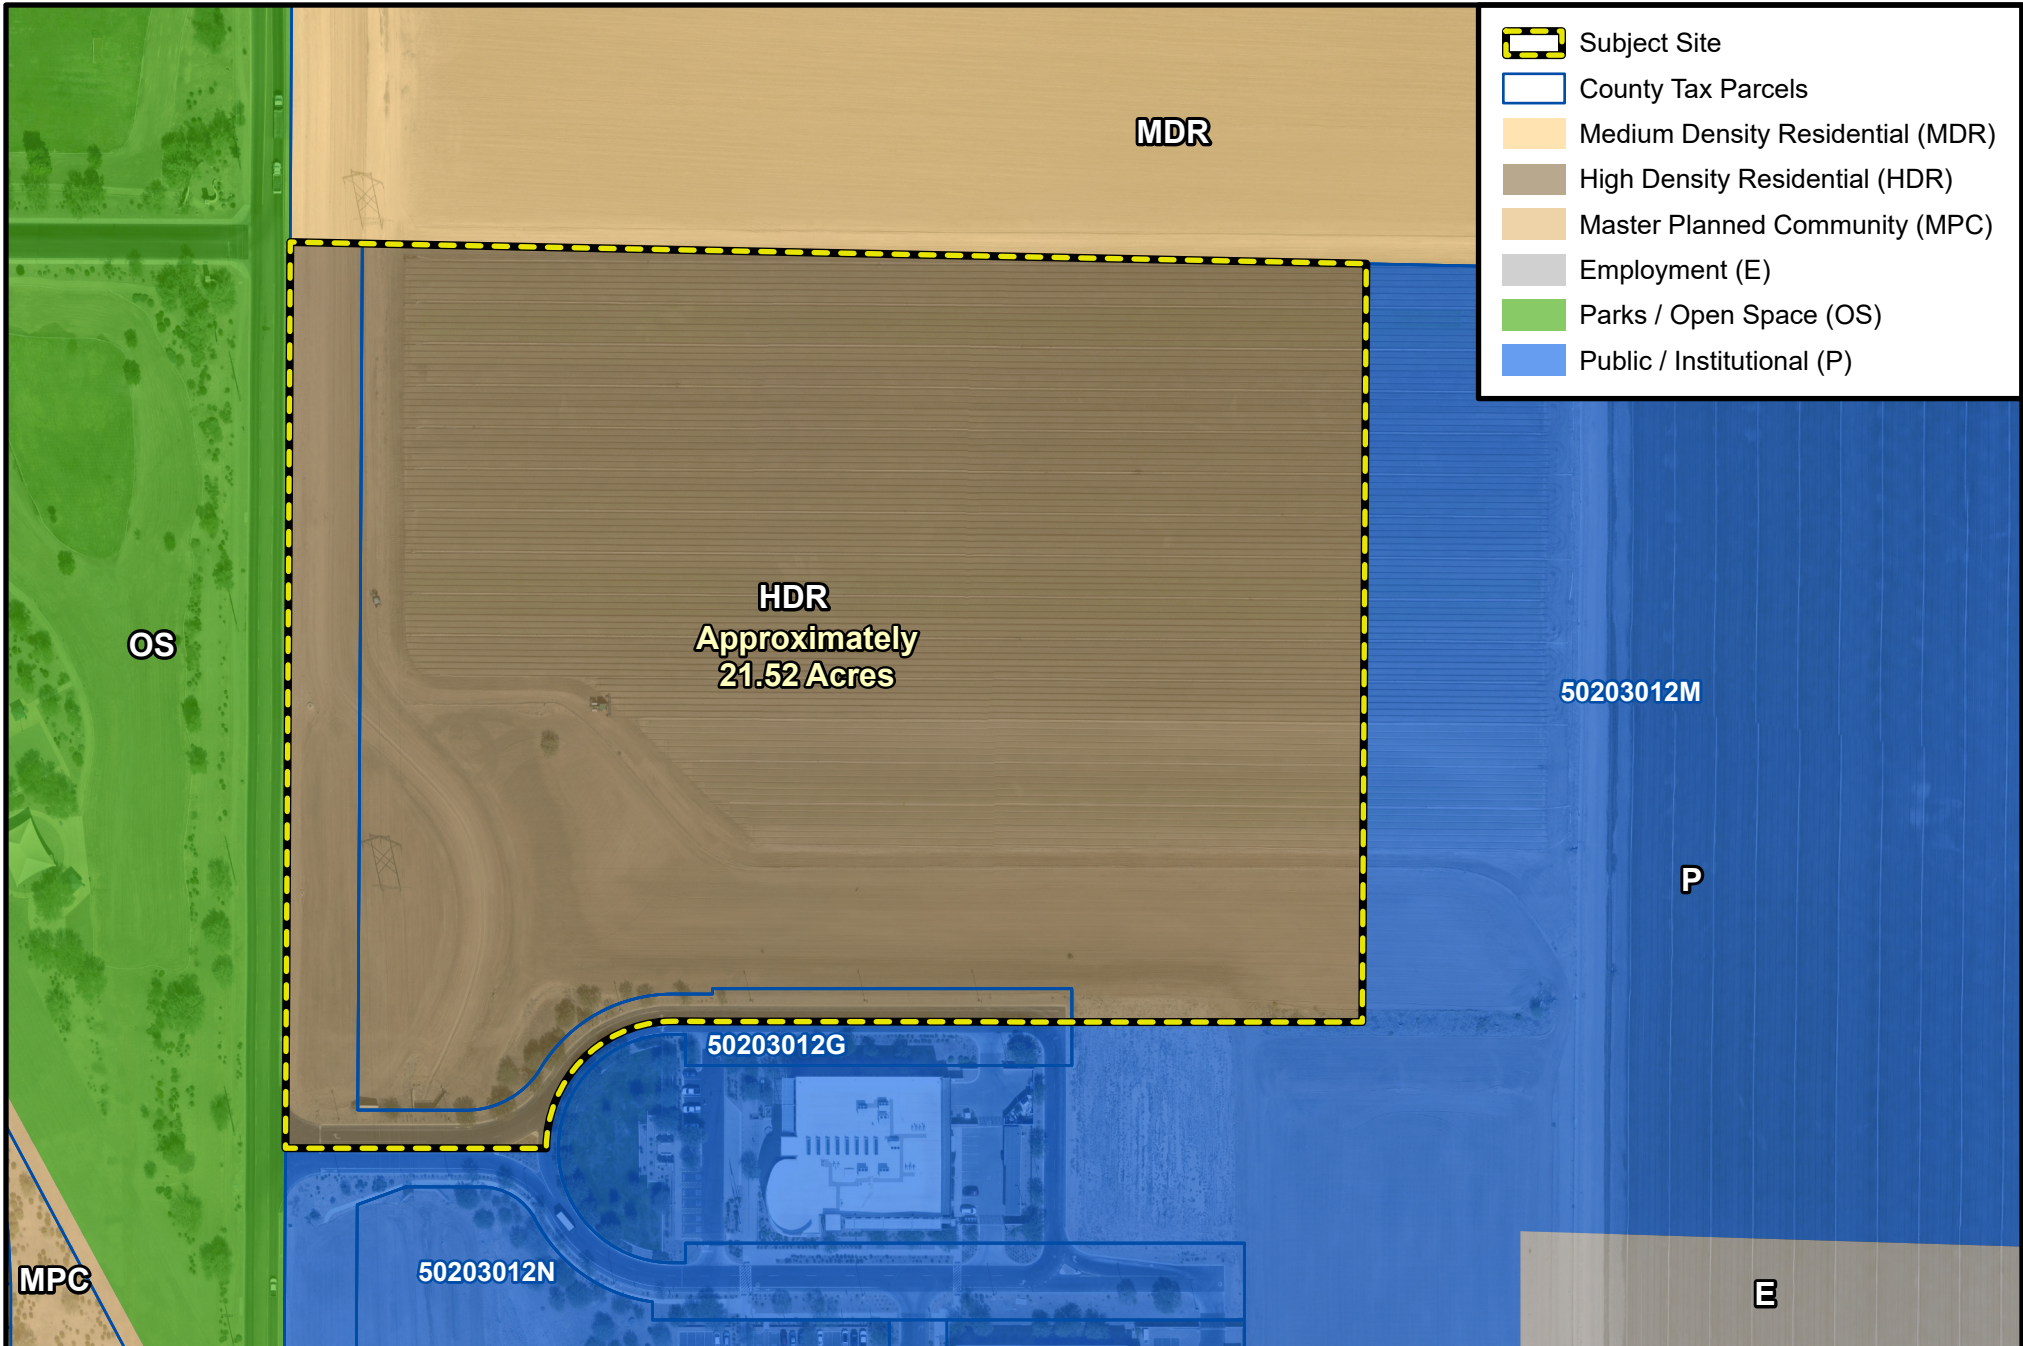 Subject Site
County Tax Parcels
Medium Density Residential (MDR)
High Density Residential (HDR)
Master Planned Community (MPC)
Employment (E)
Parks / Open Space (OS)
Public / Institutional (P)
MDR
HDR
Approximately
21.52 Acres
OS
50203012M
P
50203012G
50203012N
MPC
E